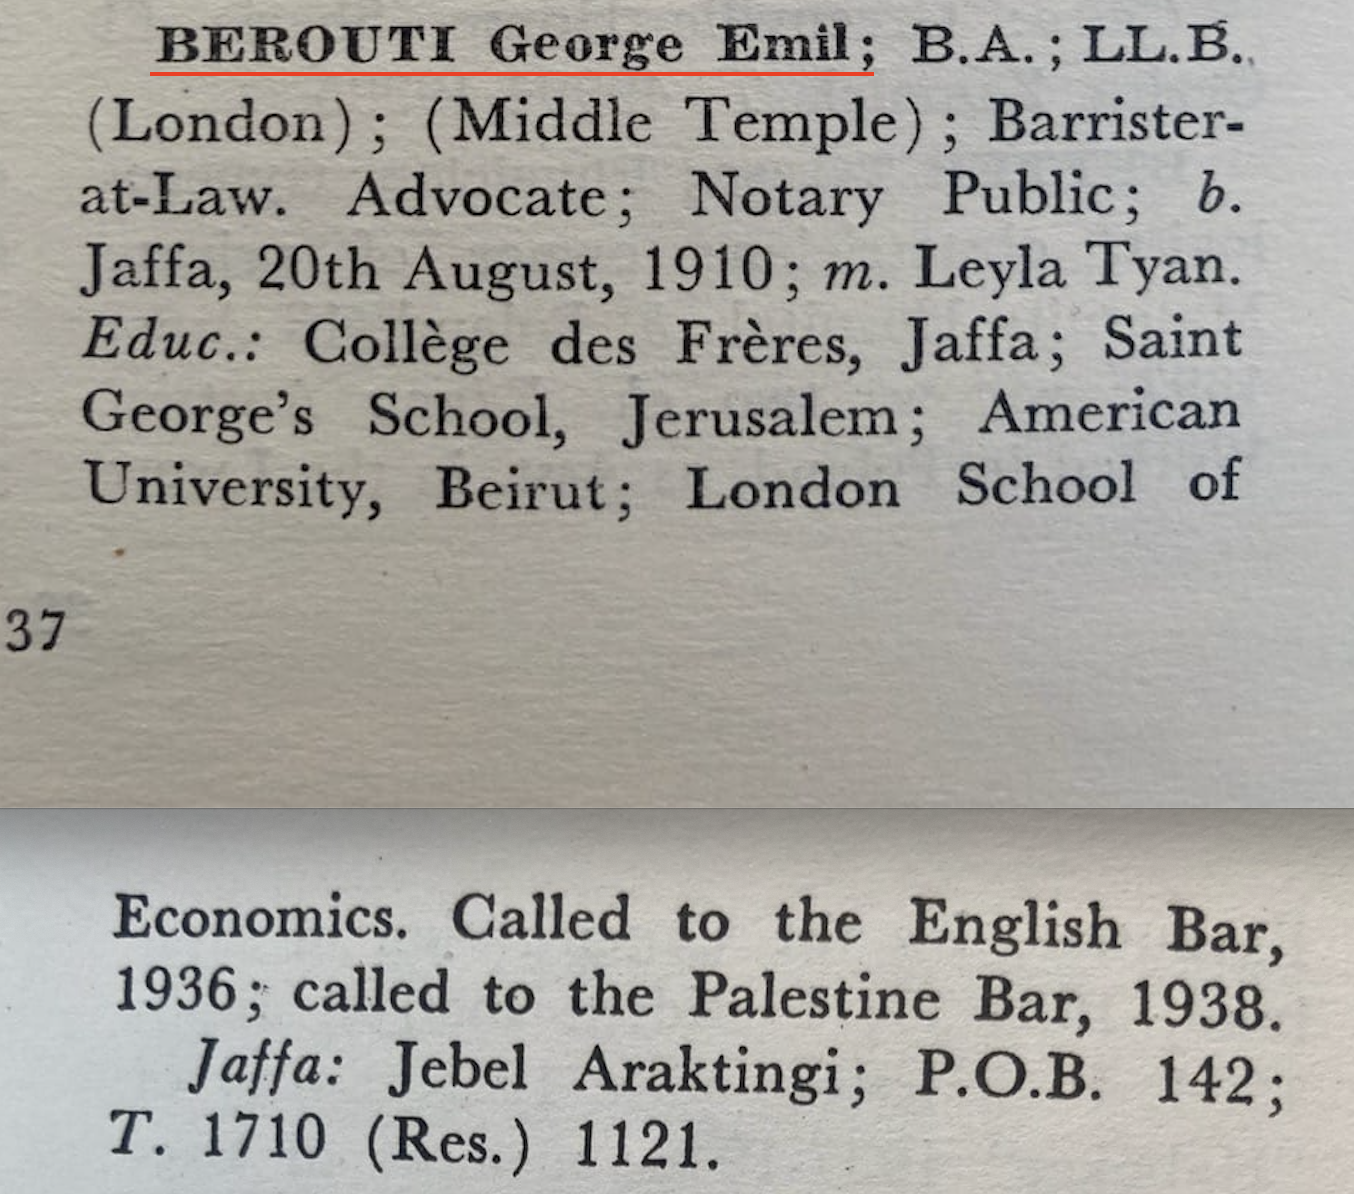 BEROUTI George Emil; B.A.; LL.B.
(London); (Middle Temple); Barrister-
at-Law. Advocate; Notary Public; b.
Jaffa, 20th August, 1910; m. Leyla Tyan.
Educ.: Collège des Frères, Jaffa; Saint
George's School, Jerusalem; American
University, Beirut; London School of
37
Economics. Called to the English Bar,
1936; called to the Palestine Bar, 1938.
Jaffa: Jebel Araktingi; P.O.B. 142;
T. 1710 (Res.) 1121.